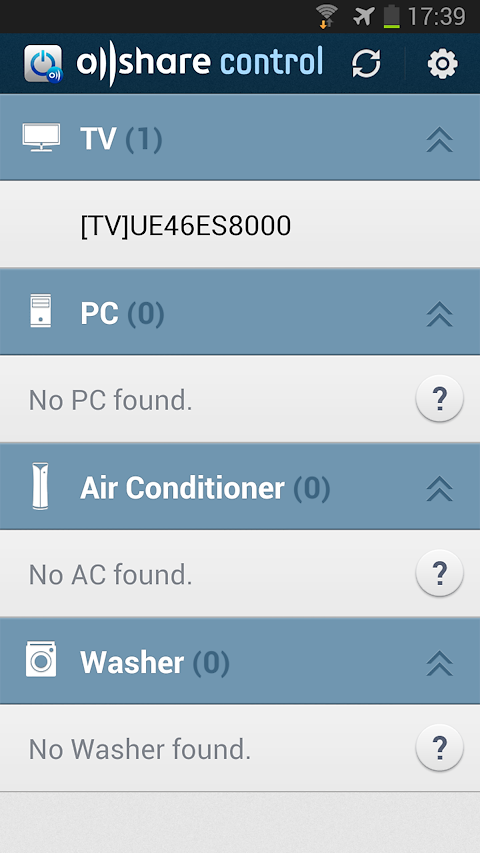 17:39
allshare control
TV (1)
[TV]UE46ES8000
PC (0)
No PC found.
?
Air Conditioner (0)
No AC found.
?
Washer (0)
No Washer found.
?